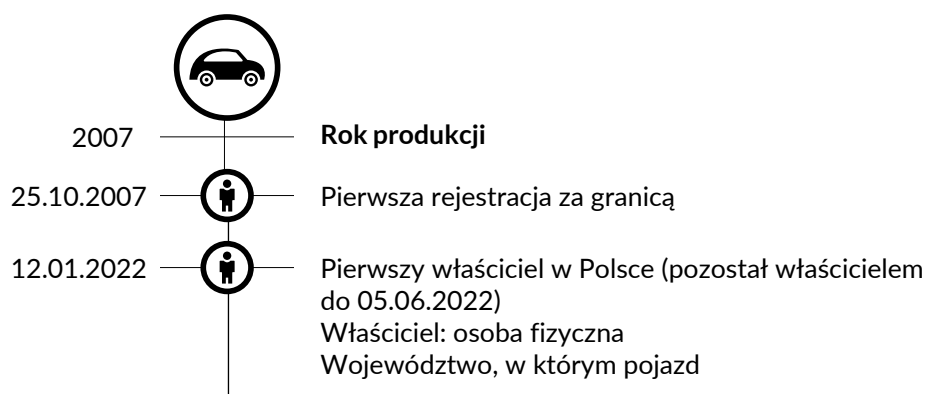 2007 Rok produkcji
25.10.2007 Pierwsza rejestracja za granicą
12.01.2022 Pierwszy właściciel w Polsce (pozostał właścicielem
do 05.06.2022)
Właściciel: osoba fizyczna
Województwo, w którym pojazd